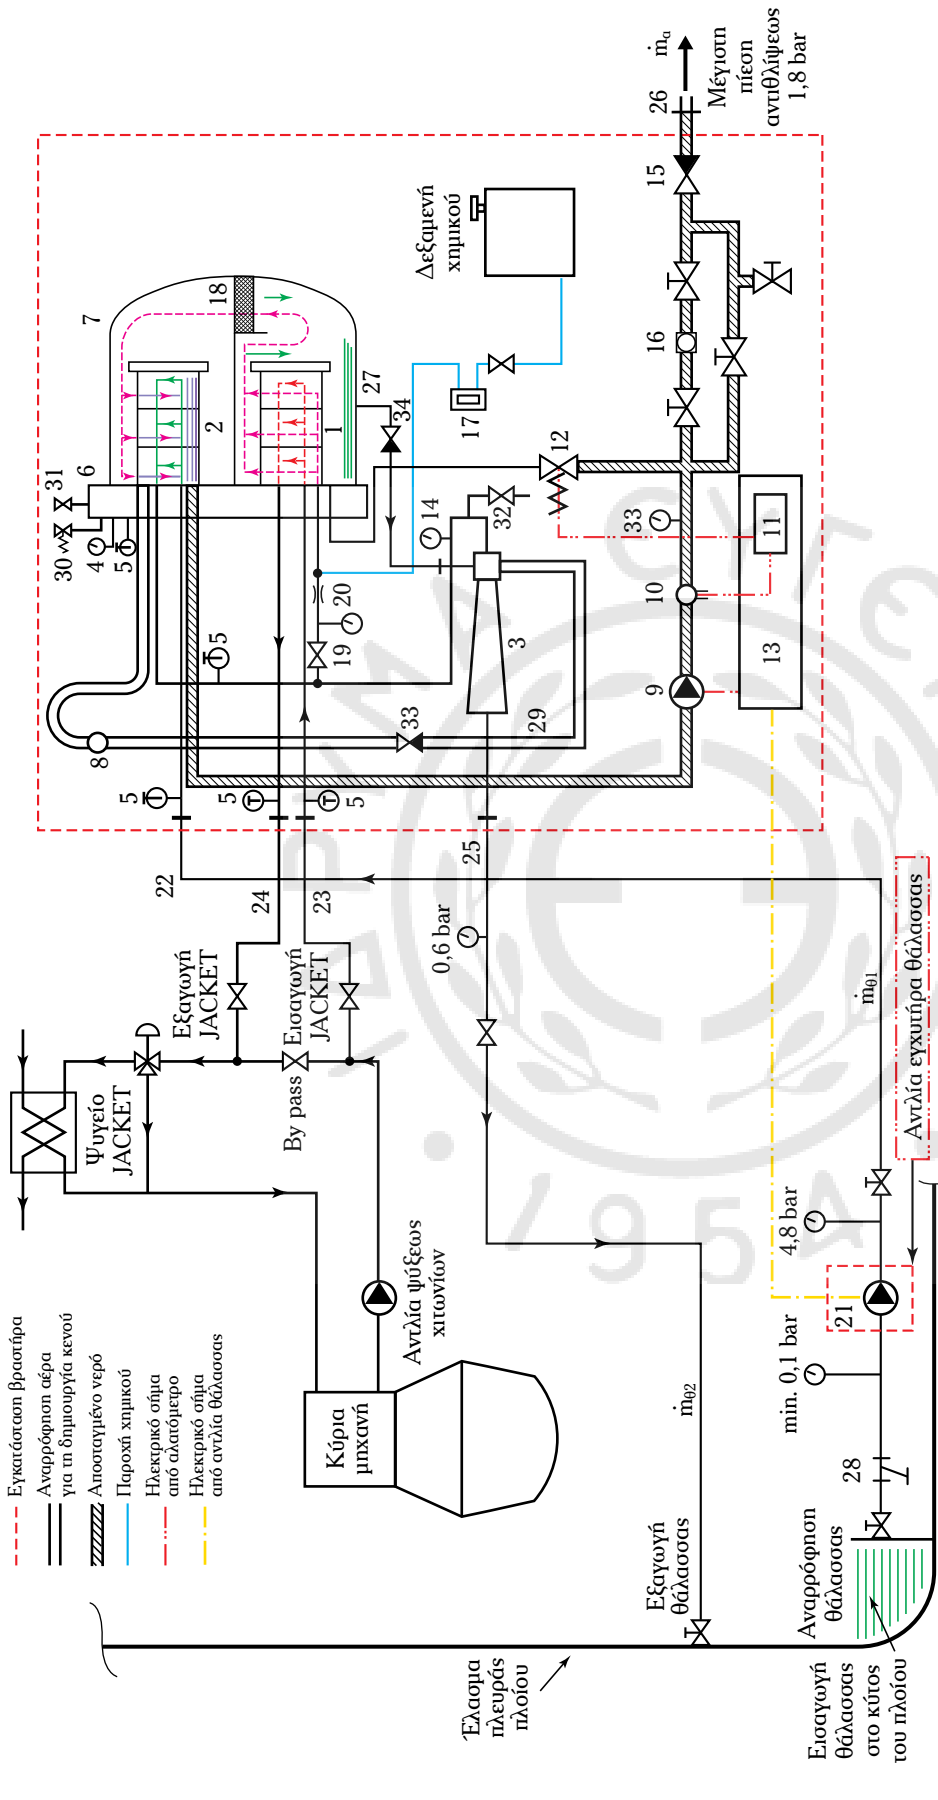 Εγκατάσταση βραστήρα
Αναρρόφηση αέρα
για τη δημιουργία κενού
Αποσταγμένο νερό
Παροχή χημικού
Ηλεκτρικό σήμα
από αλατόμετρο
Ηλεκτρικό σήμα
από αντλία θάλασσας
Ψυγείο
JACKET
Εξαγωγή
JACKET
Εισαγωγή
JACKET
By pass
Κύρια
μηχανή
Αντλία ψύξεως
χιτωνίων
22
24
23
25
0,6 bar
5
5
5
5
5
8
33
29
31
30
4
6
7
2
18
1
27
34
14
32
12
17
20
19
3
Δεξαμενή
χημικού
9
10
33
11
13
16
15
26
ṁα
Μέγιστη
πίεση
αντιθλίψεως
1,8 bar
Έλασμα
πλευράς
πλοίου
Εξαγωγή
θάλασσας
ṁθ2
ṁθ1
Αναρρόφηση
θάλασσας
Εισαγωγή
θάλασσας
στο κύτος
του πλοίου
28
min. 0,1 bar
21
4,8 bar
Αντλία εγχυτήρα θάλασσας
ΙΔΡΥΜΑ ΕΥΓΕ
1954